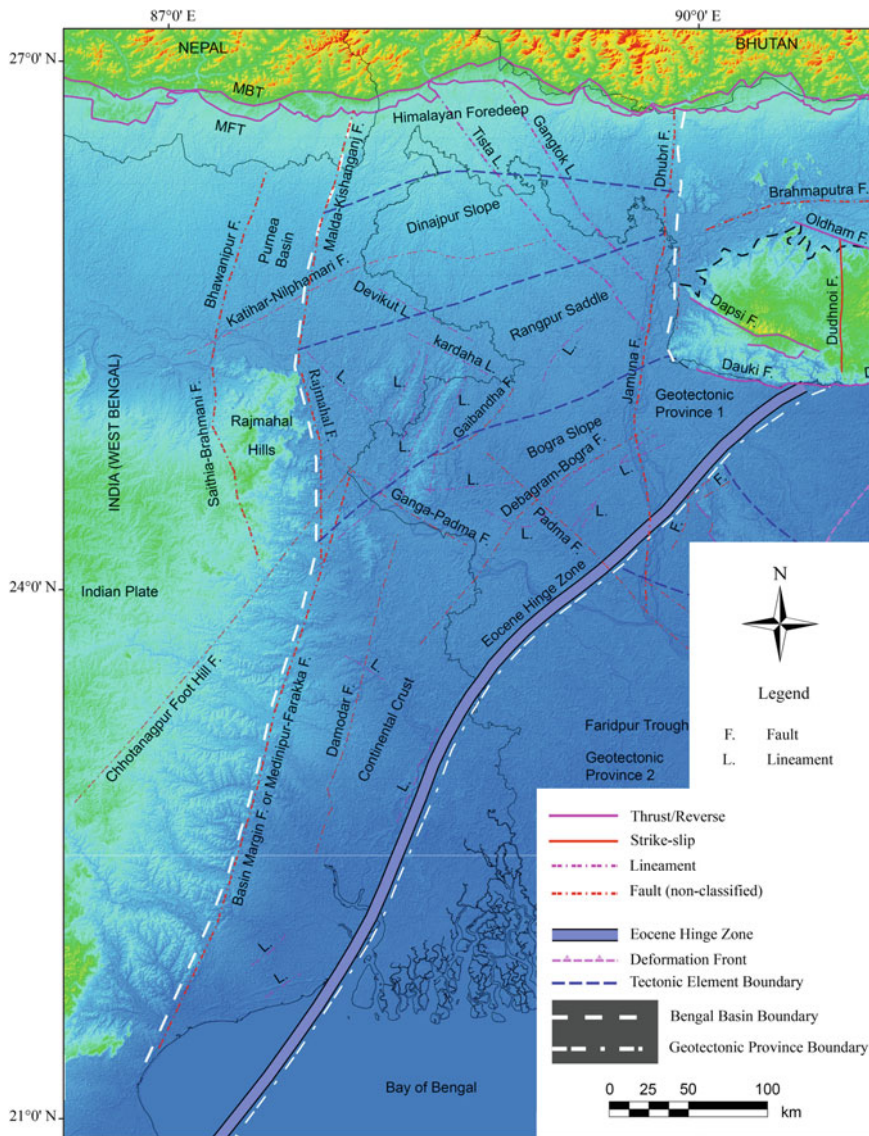 87°0' E
90°0' E
27°0' N
NEPAL
BHUTAN
MBT
MFT
Himalayan Foredeep
Tista L.
Gangtok L.
Dhubri F.
Brahmaputra F.
Oldham F.
Malda-Kishanganj F.
Bhawanipur F.
Purnea
Basin
Dinajpur Slope
Katihar-Nilphamari F.
Devikut L.
Rangpur Saddle
Dapsi F.
Dudhnoi F.
kardaha L.
L.
Jamuna F.
Dauki F.
D
INDIA (WEST BENGAL)
Saithia-Brahmani F.
Rajmahal
Hills
Rajmahal F.
L.
L.
Gaibandha F.
Geotectonic
Province 1
L.
Bogra Slope
Debagram-Bogra F.
L.
L.
L.
L.
F.
F.
Ganga-Padma F.
Padma F.
24°0' N
Indian Plate
Eocene Hinge Zone
Chhotanagpur Foot Hill F.
L
Damodar F.
Continental Crust
L.
Basin Margin F. or Medinipur-Farakka F.
Faridpur Trough
Geotectonic
Province 2
L.
L.
Bay of Bengal
21°0' N
N
Legend
F. Fault
L. Lineament
Thrust/Reverse
Strike-slip
Lineament
Fault (non-classified)
Eocene Hinge Zone
Deformation Front
Tectonic Element Boundary
Bengal Basin Boundary
Geotectonic Province Boundary
0 25 50 100
km